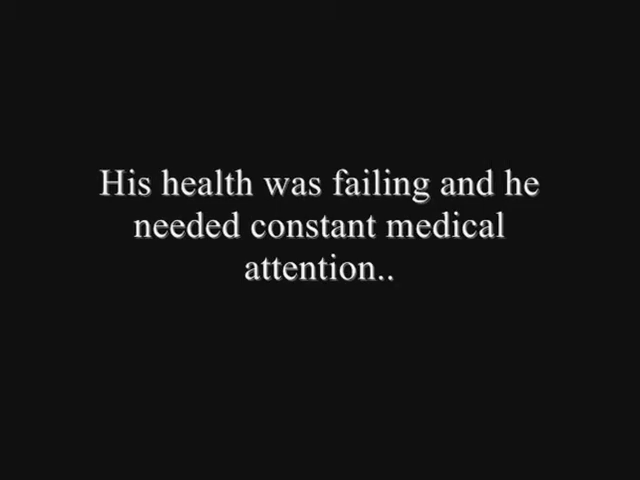 His health was failing and he
needed constant medical
attention..